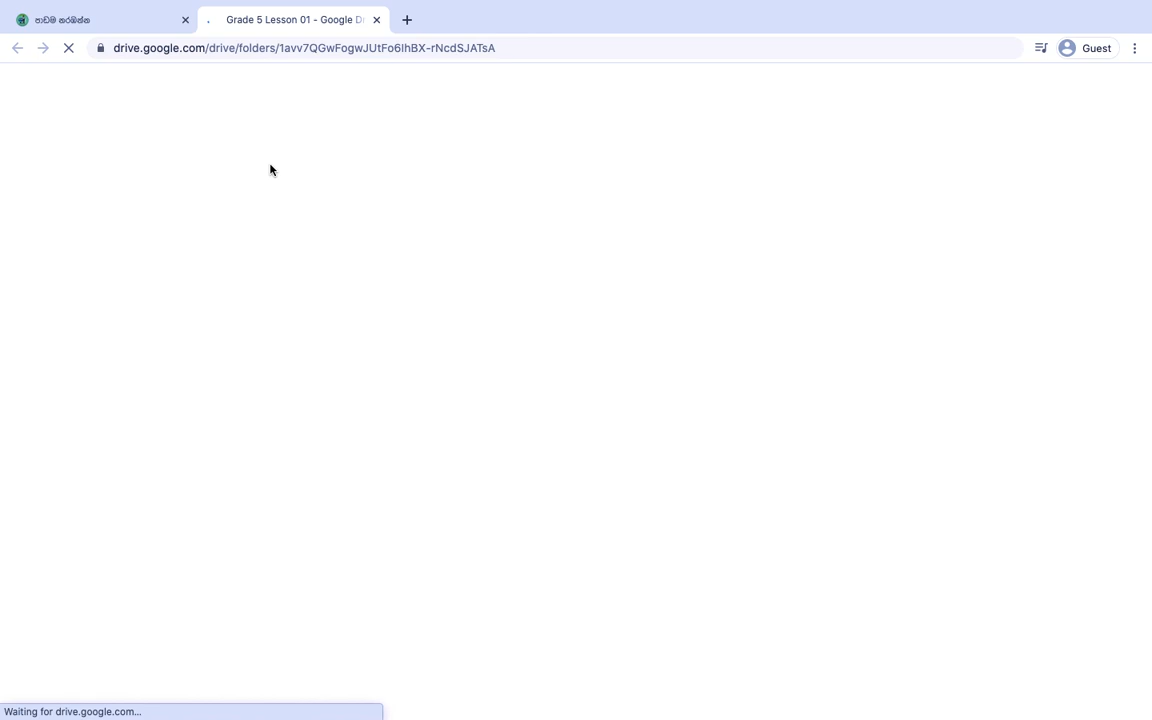 පාඩම් නරඹන්න
Grade 5 Lesson 01 - Google D
drive.google.com/drive/folders/1avv7QGwFogwJUtFo6IhBX-rNcdSJATsA
Guest
Waiting for drive.google.com...